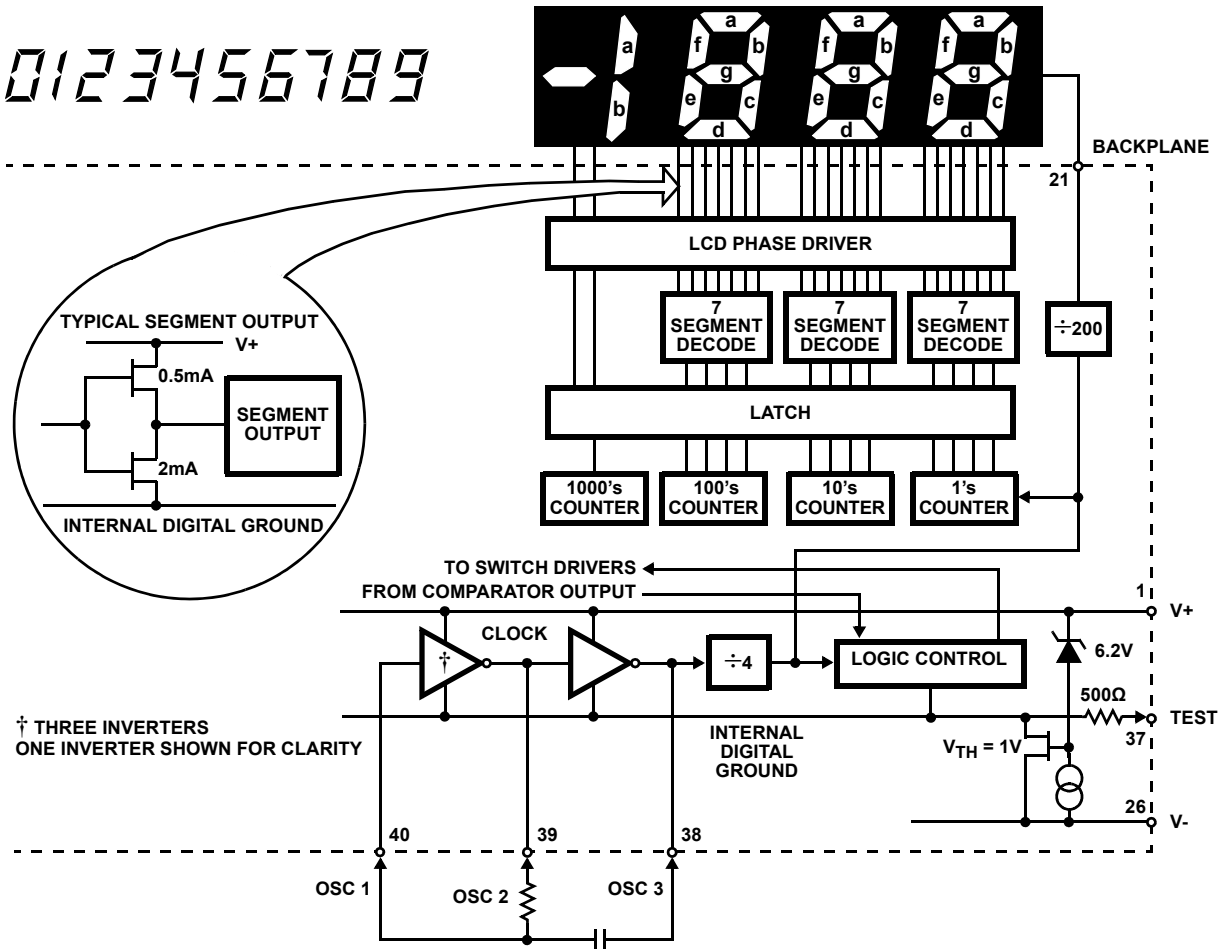 0123456789
a
b
a
f
b
g
e
c
d
a
f
b
g
e
c
d
a
f
b
g
e
c
d
BACKPLANE
21
LCD PHASE DRIVER
7
SEGMENT
DECODE
7
SEGMENT
DECODE
7
SEGMENT
DECODE
÷200
TYPICAL SEGMENT OUTPUT
V+
0.5mA
SEGMENT
OUTPUT
2mA
INTERNAL DIGITAL GROUND
LATCH
1000's
COUNTER
100's
COUNTER
10's
COUNTER
1's
COUNTER
TO SWITCH DRIVERS
FROM COMPARATOR OUTPUT
1
V+
CLOCK
†
÷4
LOGIC CONTROL
6.2V
500Ω
TEST
37
† THREE INVERTERS
ONE INVERTER SHOWN FOR CLARITY
INTERNAL
DIGITAL
GROUND
VTH = 1V
26
V-
40
39
38
OSC 1
OSC 2
OSC 3